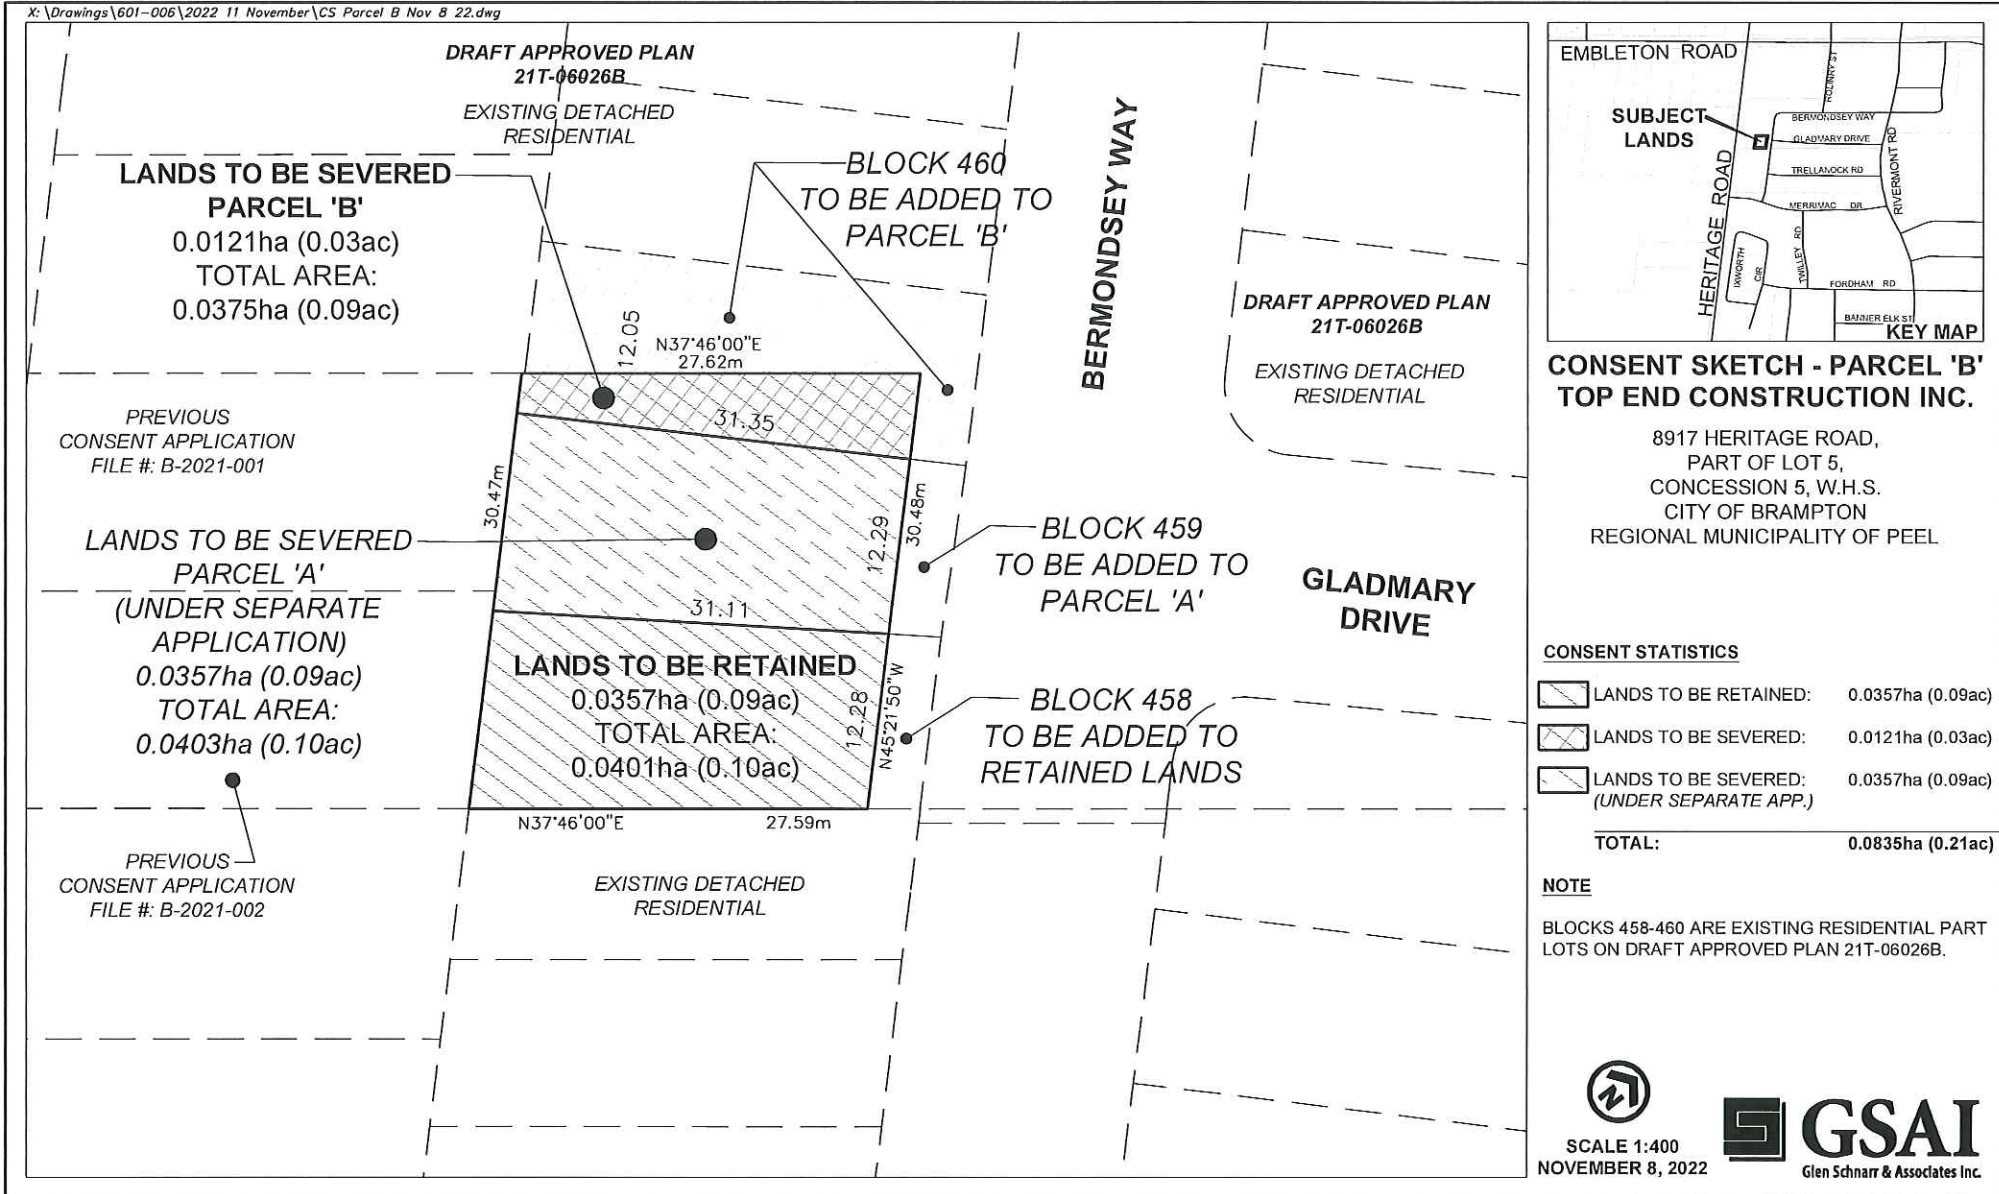 X:\Drawings\601-006\2022 11 November\CS Parcel B Nov 8 22.dwg
DRAFT APPROVED PLAN
21T-06026B
EXISTING DETACHED
RESIDENTIAL
LANDS TO BE SEVERED
PARCEL 'B'
0.0121ha (0.03ac)
TOTAL AREA:
0.0375ha (0.09ac)
BLOCK 460
TO BE ADDED TO
PARCEL 'B'
BERMONDSEY WAY
DRAFT APPROVED PLAN
21T-06026B
EXISTING DETACHED
RESIDENTIAL
12.05
N37°46'00"E
27.62m
31.35
PREVIOUS
CONSENT APPLICATION
FILE #: B-2021-001
30.47m
LANDS TO BE SEVERED
PARCEL 'A'
(UNDER SEPARATE
APPLICATION)
0.0357ha (0.09ac)
TOTAL AREA:
0.0403ha (0.10ac)
12.29
30.48m
31.11
BLOCK 459
TO BE ADDED TO
PARCEL 'A'
GLADMARY
DRIVE
LANDS TO BE RETAINED
0.0357ha (0.09ac)
TOTAL AREA:
0.0401ha (0.10ac)
12.28
N45°21'50"W
BLOCK 458
TO BE ADDED TO
RETAINED LANDS
N37°46'00"E
27.59m
PREVIOUS
CONSENT APPLICATION
FILE #: B-2021-002
EXISTING DETACHED
RESIDENTIAL
EMBLETON ROAD
SUBJECT
LANDS
HERITAGE ROAD
BERMONDSEY WAY
GLADMARY DRIVE
TRELLANOCK RD
MERRIMAC DR
RIVERMONT RD
TWILLEY RD
IXWORTH CIR
FORDHAM RD
BANNER ELK ST
KEY MAP
CONSENT SKETCH - PARCEL 'B'
TOP END CONSTRUCTION INC.
8917 HERITAGE ROAD,
PART OF LOT 5,
CONCESSION 5, W.H.S.
CITY OF BRAMPTON
REGIONAL MUNICIPALITY OF PEEL
CONSENT STATISTICS
LANDS TO BE RETAINED: 0.0357ha (0.09ac)
LANDS TO BE SEVERED: 0.0121ha (0.03ac)
LANDS TO BE SEVERED: 0.0357ha (0.09ac)
(UNDER SEPARATE APP.)
TOTAL: 0.0835ha (0.21ac)
NOTE
BLOCKS 458-460 ARE EXISTING RESIDENTIAL PART
LOTS ON DRAFT APPROVED PLAN 21T-06026B.
N
SCALE 1:400
NOVEMBER 8, 2022
GSAI
Glen Schnarr & Associates Inc.